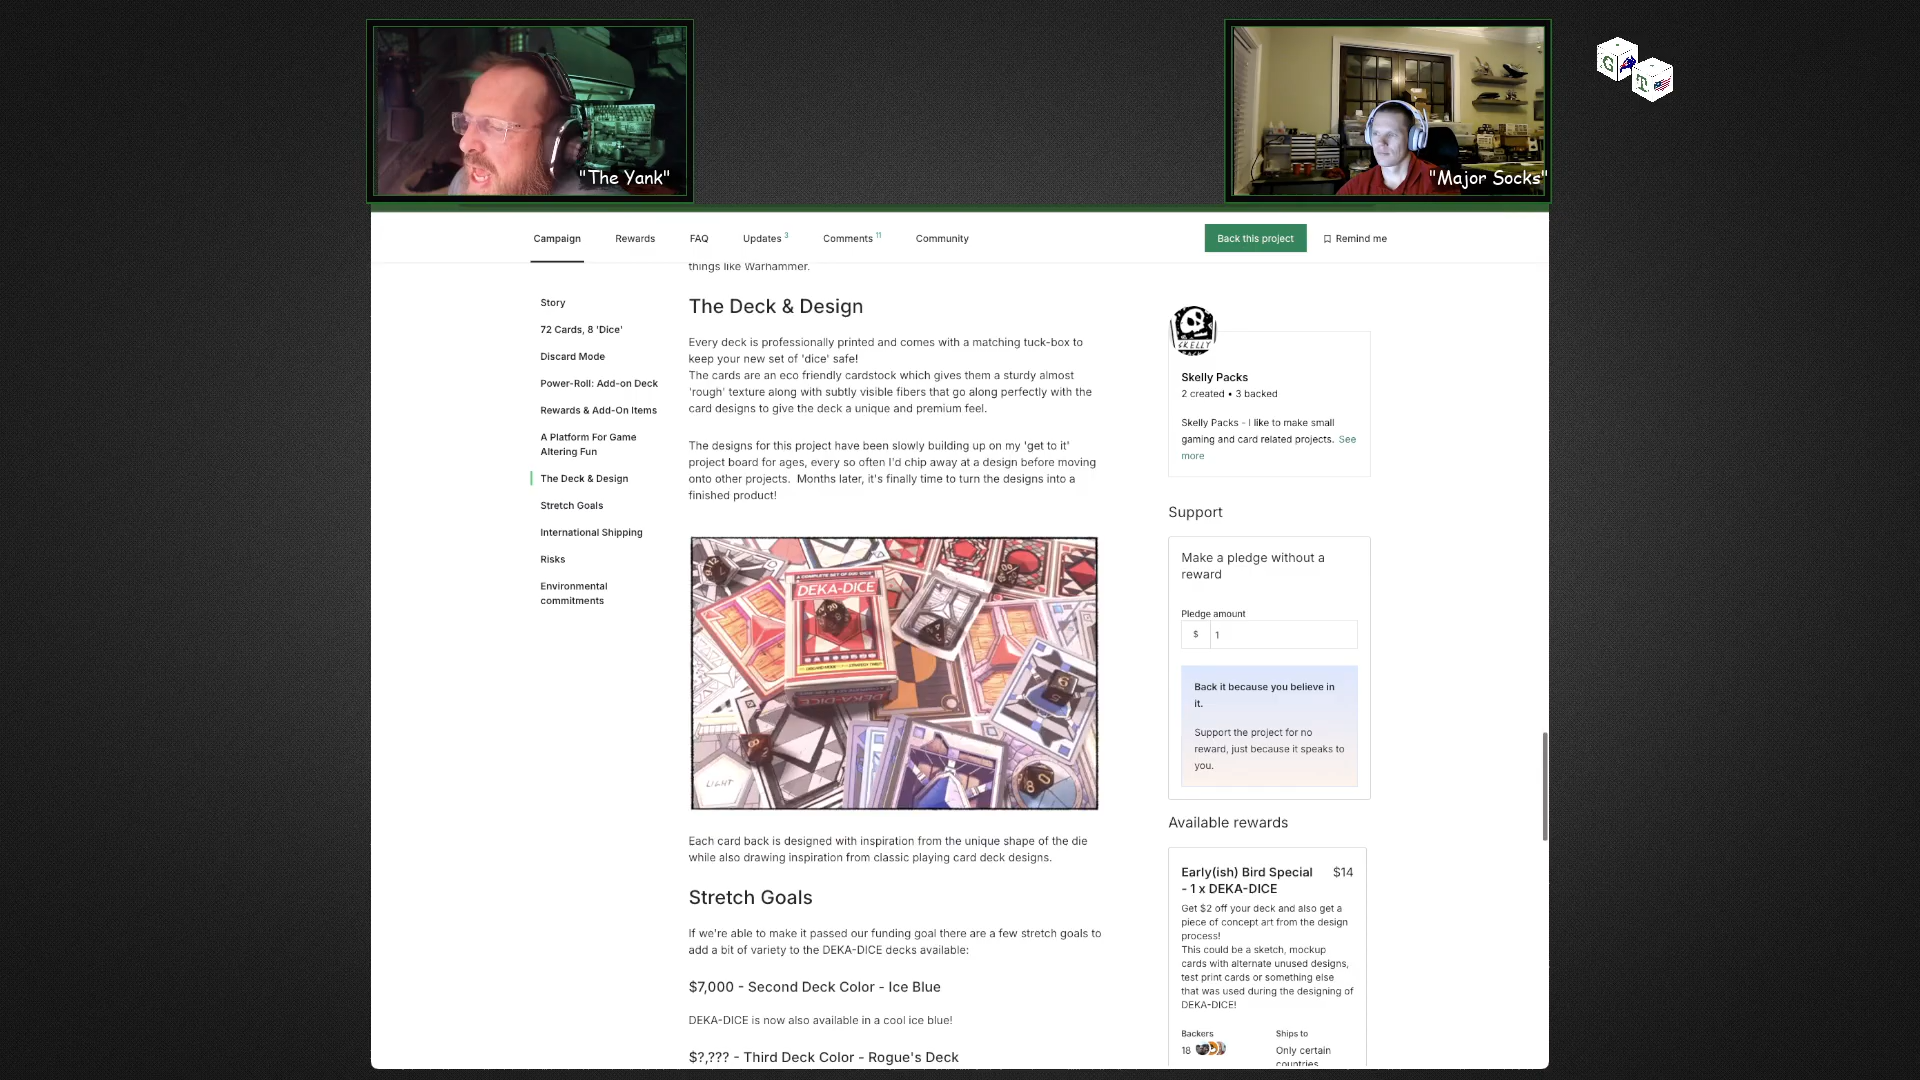 "The Yank"
"Major Socks"
G
T
Campaign
Rewards
FAQ
Updates 3
Comments 11
Community
Back this project
Remind me
things like Warhammer.
Story
72 Cards, 8 'Dice'
Discard Mode
Power-Roll: Add-on Deck
Rewards & Add-On Items
A Platform For Game
Altering Fun
The Deck & Design
Stretch Goals
International Shipping
Risks
Environmental
commitments
The Deck & Design
Every deck is professionally printed and comes with a matching tuck-box to
keep your new set of 'dice' safe!
The cards are an eco friendly cardstock which gives them a sturdy almost
'rough' texture along with subtly visible fibers that go along perfectly with the
card designs to give the deck a unique and premium feel.
The designs for this project have been slowly building up on my 'get to it'
project board for ages, every so often I'd chip away at a design before moving
onto other projects.  Months later, it's finally time to turn the designs into a
finished product!
A COMPLETE SET OF D&D DICE
DEKA-DICE
20
DEKA-DICE
LIGHT
8
Each card back is designed with inspiration from the unique shape of the die
while also drawing inspiration from classic playing card deck designs.
Stretch Goals
If we're able to make it passed our funding goal there are a few stretch goals to
add a bit of variety to the DEKA-DICE decks available:
$7,000 - Second Deck Color - Ice Blue
DEKA-DICE is now also available in a cool ice blue!
$?,??? - Third Deck Color - Rogue's Deck
SKELLY
Skelly Packs
2 created • 3 backed
Skelly Packs - I like to make small
gaming and card related projects. See
more
Support
Make a pledge without a
reward
Pledge amount
$ 1
Back it because you believe in
it.
Support the project for no
reward, just because it speaks to
you.
Available rewards
Early(ish) Bird Special $14
- 1 x DEKA-DICE
Get $2 off your deck and also get a
piece of concept art from the design
process!
This could be a sketch, mockup
cards with alternate unused designs,
test print cards or something else
that was used during the designing of
DEKA-DICE!
Backers
18
Ships to
Only certain
countries